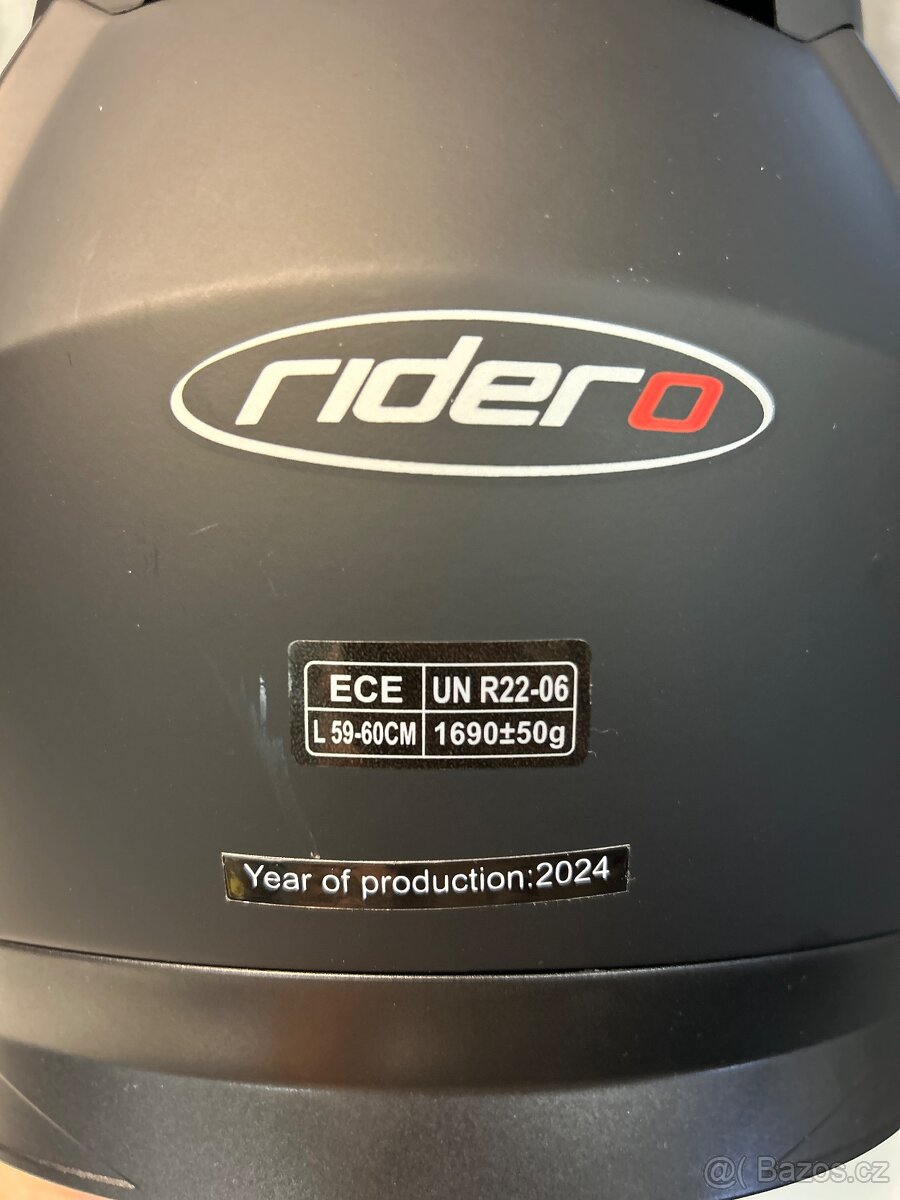 ridero
ECE UN R22-06
L 59-60CM 1690±50g
Year of production:2024
@( Bazos.cz